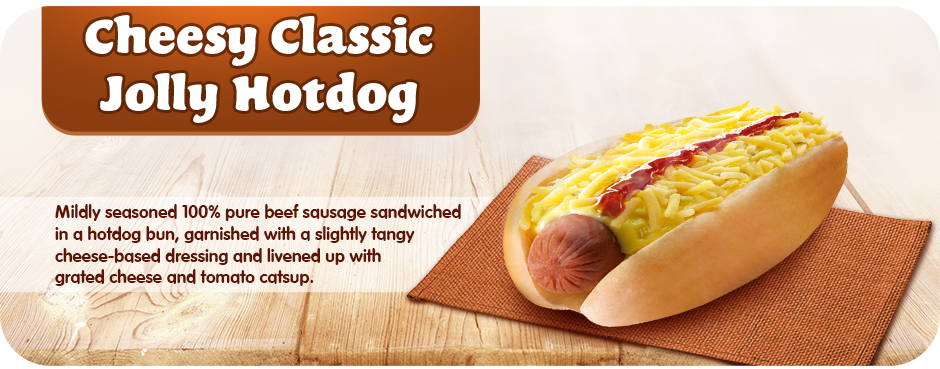 Cheesy Classic
Jolly Hotdog
Mildly seasoned 100% pure beef sausage sandwiched
in a hotdog bun, garnished with a slightly tangy
cheese-based dressing and livened up with
grated cheese and tomato catsup.